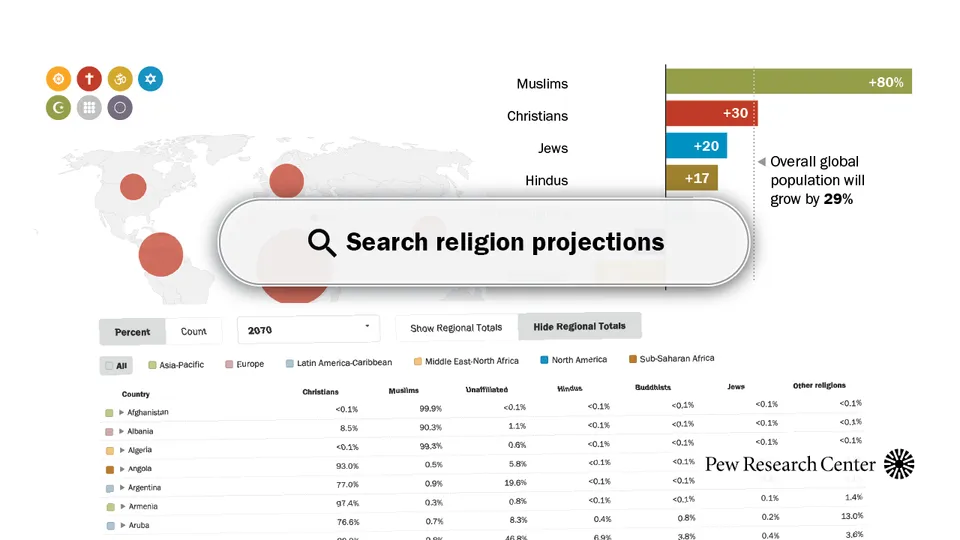 Muslims +80%
Christians +30
Jews +20
Hindus +17
Overall global
population will
grow by 29%
Search religion projections
Percent Count 2070 Show Regional Totals Hide Regional Totals
All Asia-Pacific Europe Latin America-Caribbean Middle East-North Africa North America Sub-Saharan Africa
Country Christians Muslims Unaffiliated Hindus Buddhists Jews Other religions
Afghanistan <0.1% 99.9% <0.1% <0.1% <0.1% <0.1% <0.1%
Albania 8.5% 90.3% 1.1% <0.1% <0.1% <0.1% <0.1%
Algeria <0.1% 99.3% 0.6% <0.1% <0.1% <0.1% <0.1%
Angola 93.0% 0.5% 5.8% <0.1% <0.1%
Pew Research Center
Argentina 77.0% 0.9% 19.6% <0.1% <0.1%
Armenia 97.4% 0.3% 0.8% <0.1% <0.1% 0.1% 1.4%
Aruba 76.6% 0.7% 8.3% 0.4% 0.8% 0.2% 13.0%
46.8% 6.9% 3.8% 0.4% 3.6%